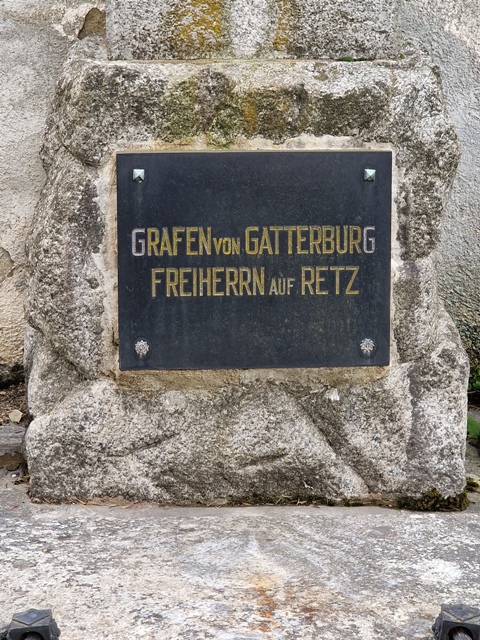 GRAFEN VON GATTERBURG
FREIHERRN AUF RETZ